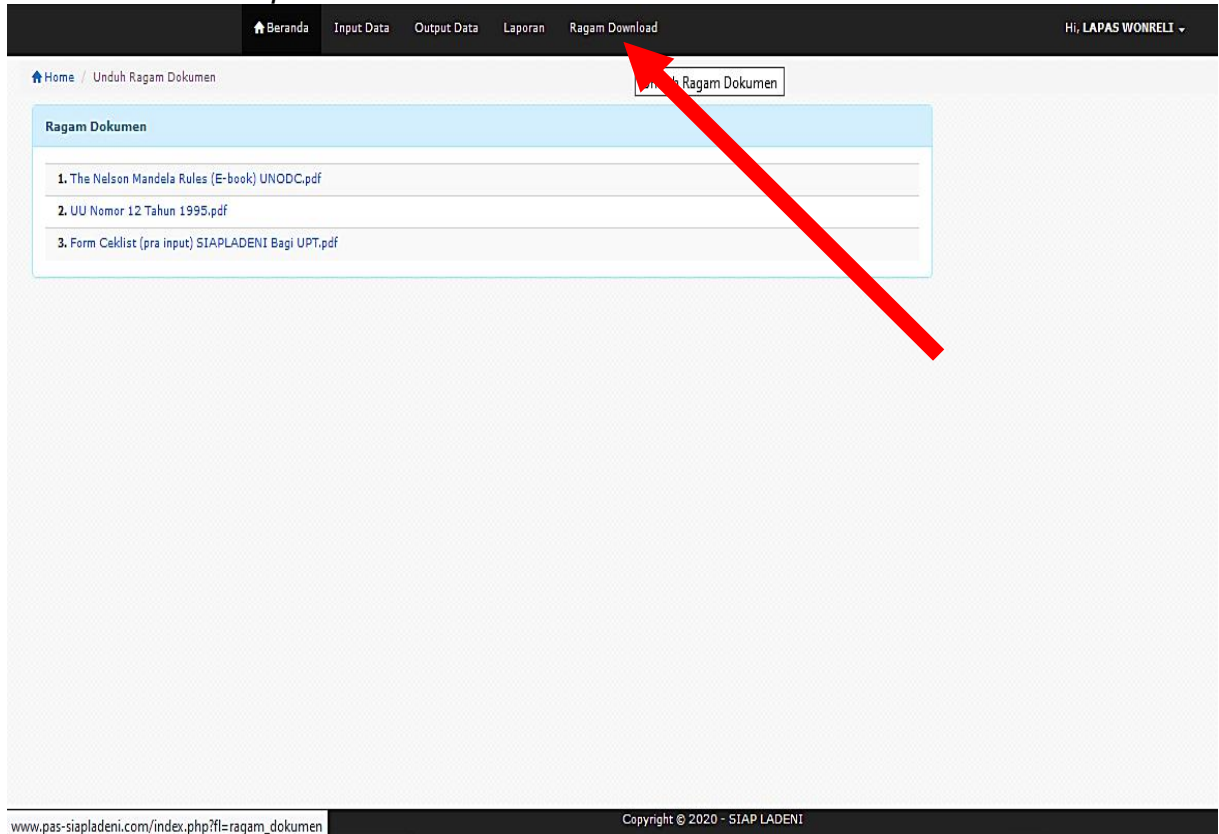 Beranda Input Data Output Data Laporan Ragam Download Hi, LAPAS WONRELI
Home / Unduh Ragam Dokumen
Ragam Dokumen
Ragam Dokumen
1. The Nelson Mandela Rules (E-book) UNODC.pdf
2. UU Nomor 12 Tahun 1995.pdf
3. Form Ceklist (pra input) SIAPLADENI Bagi UPT.pdf
Copyright © 2020 - SIAP LADENI
www.pas-siapladeni.com/index.php?fl=ragam_dokumen